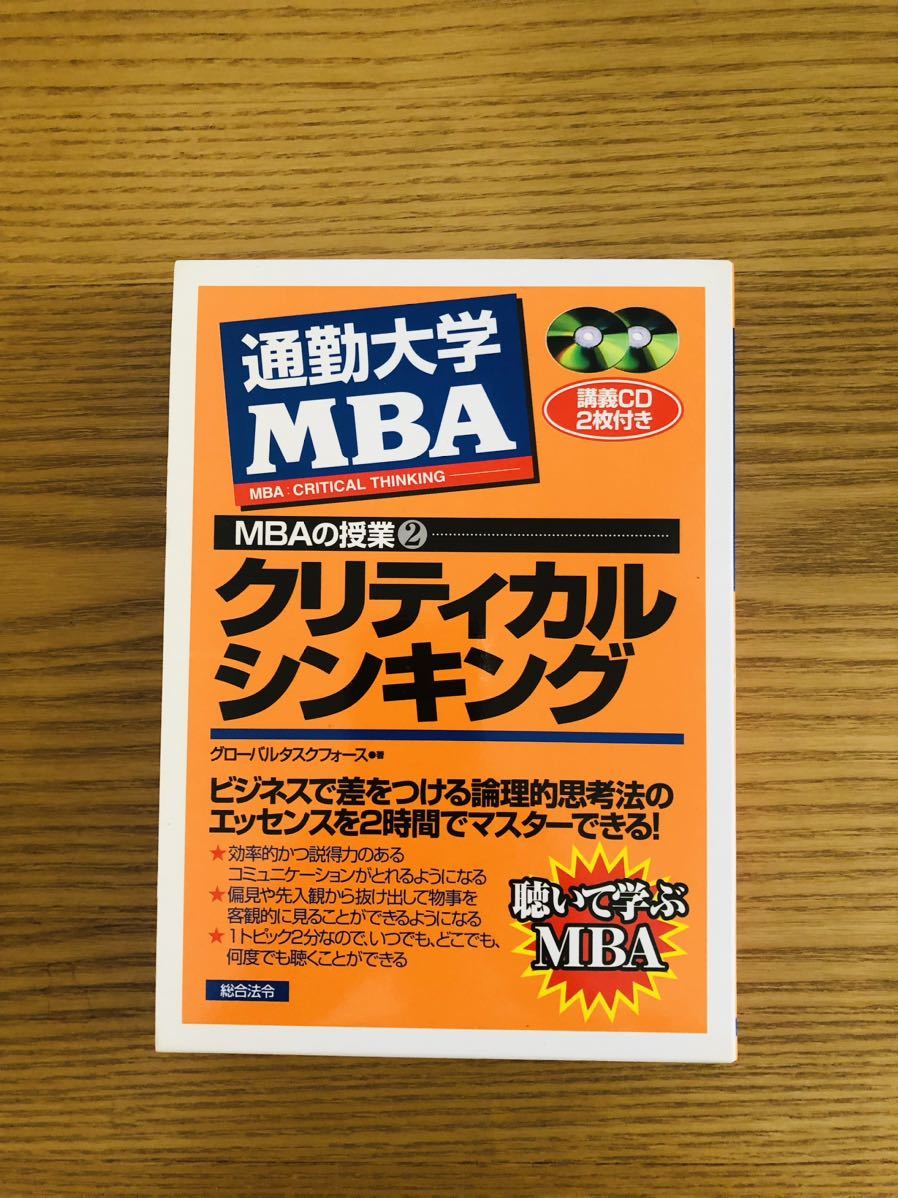 通勤大学
MBA
MBA:CRITICAL THINKING
講義CD
2枚付き
MBAの授業❷
クリティカル
シンキング
グローバルタスクフォース●著
ビジネスで差をつける論理的思考法の
エッセンスを2時間でマスターできる!
★効率的かつ説得力のある
コミュニケーションがとれるようになる
★偏見や先入観から抜け出して物事を
客観的に見ることができるようになる
★1トピック2分なので、いつでも、どこでも、
何度でも聴くことができる
聴いて学ぶ
MBA
総合法令